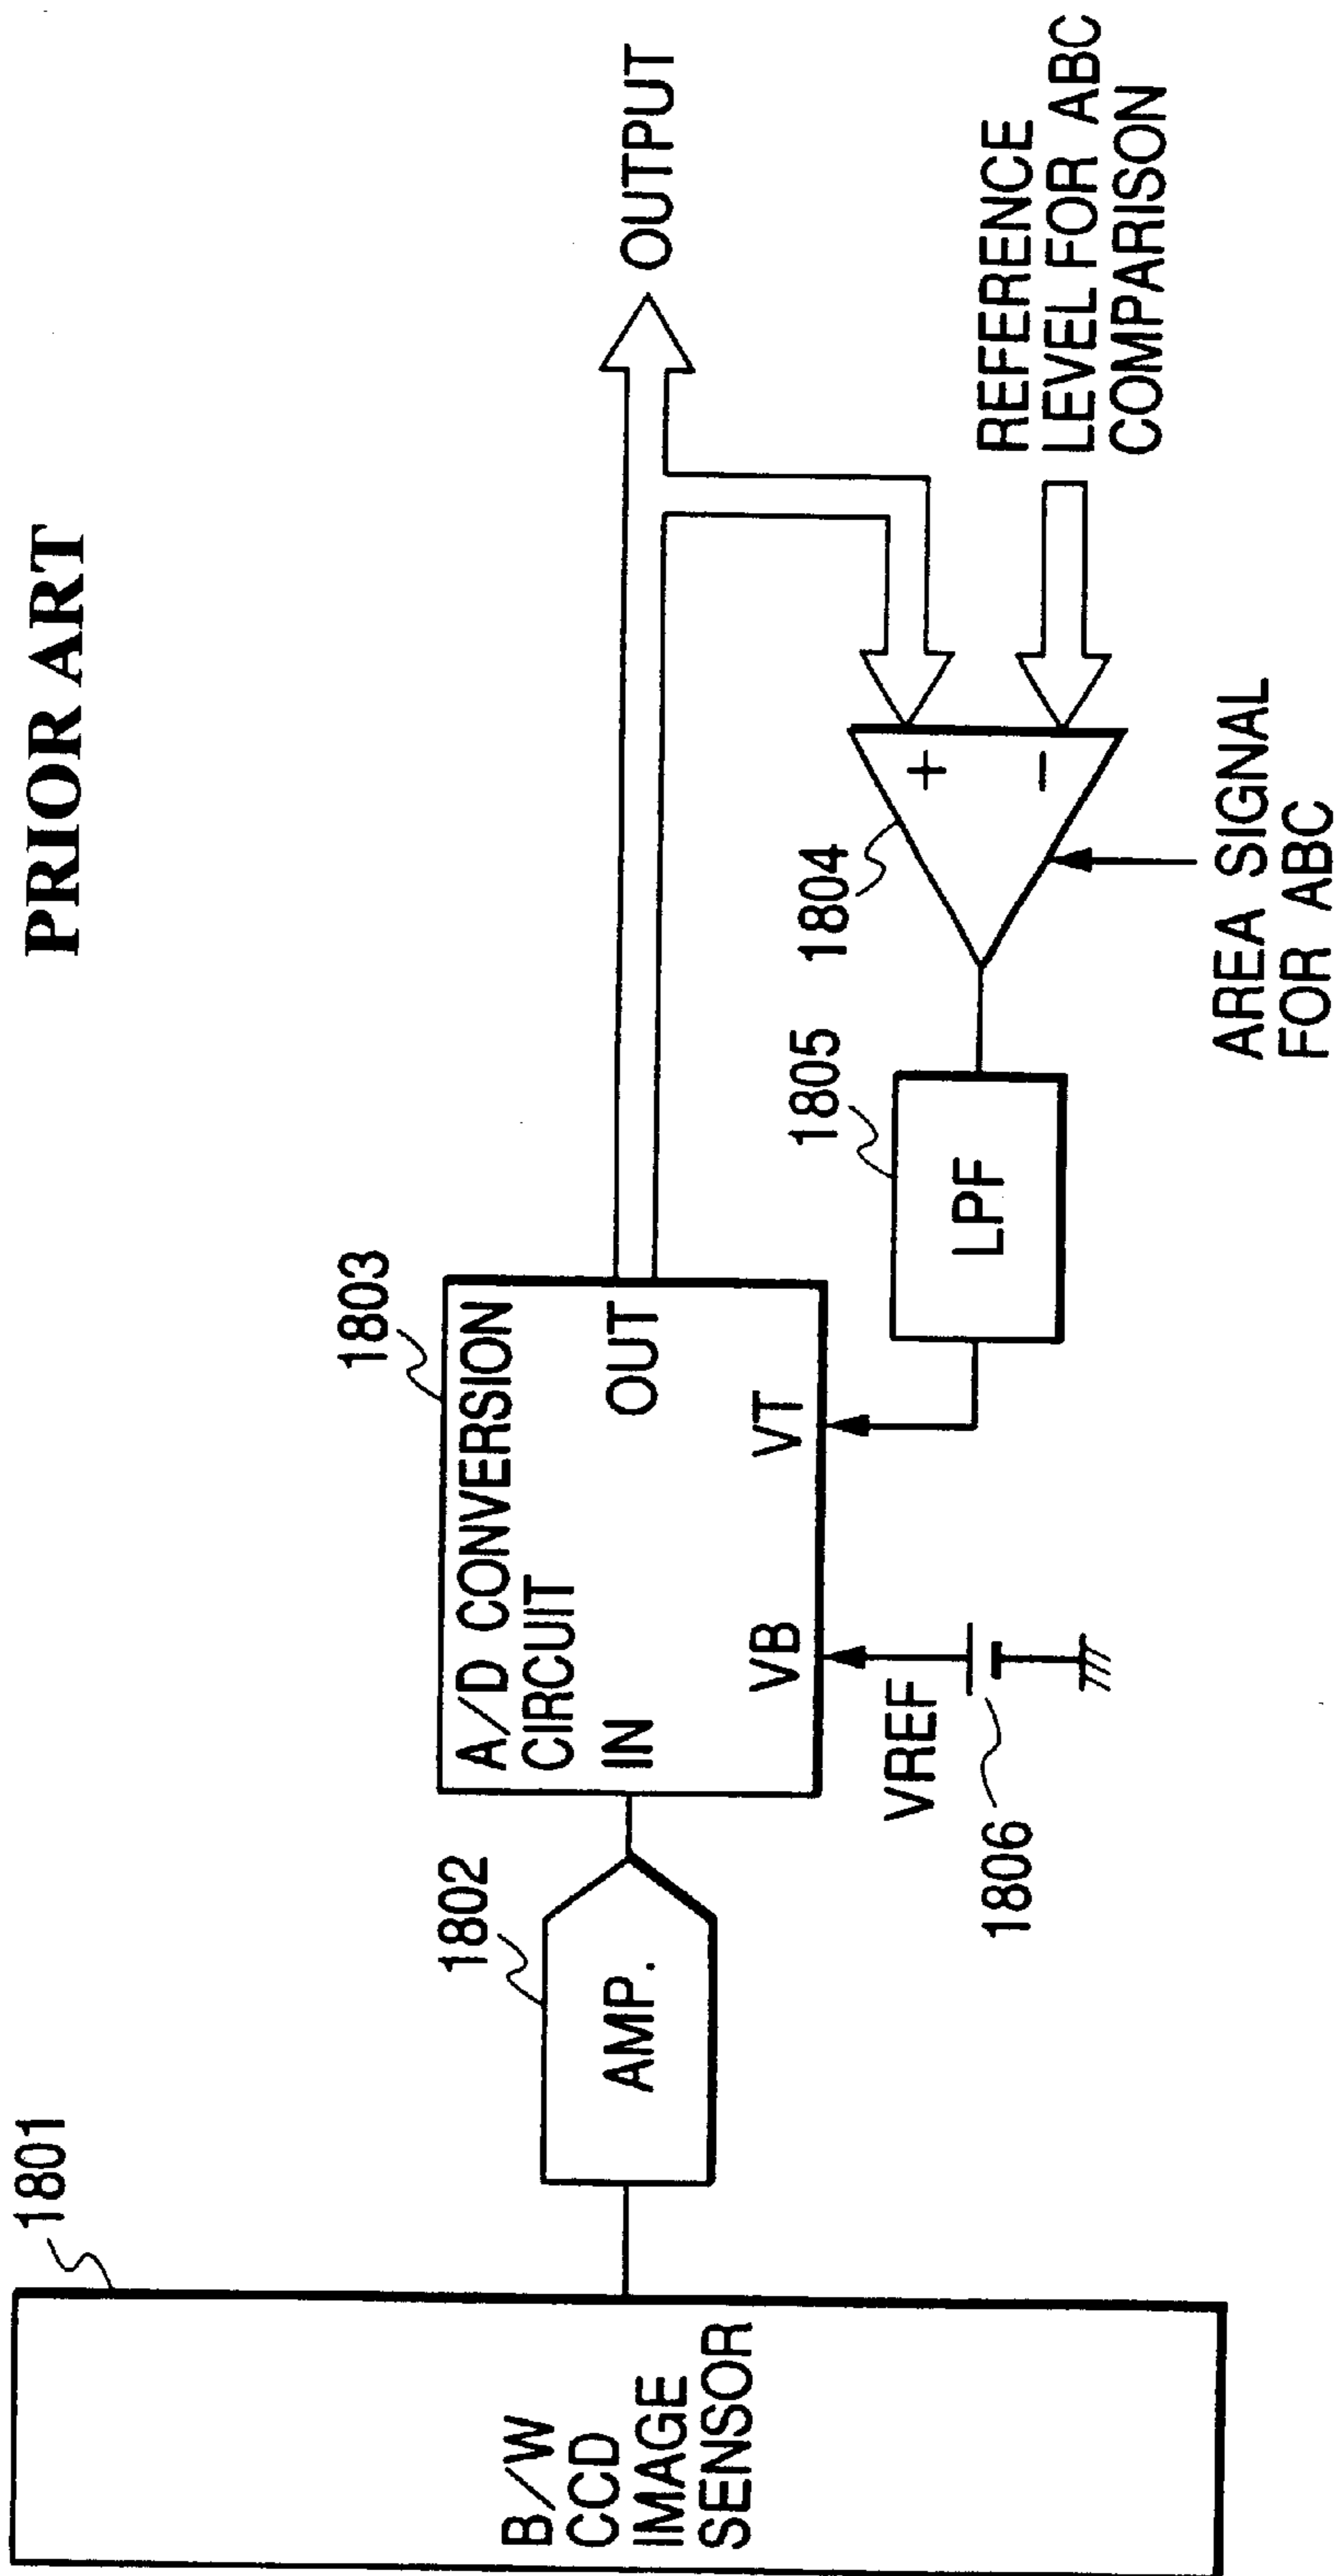 PRIOR ART
1801
B/W
CCD
IMAGE
SENSOR
1802
AMP.
1803
A/D CONVERSION
CIRCUIT
IN
OUT
VB
VT
VREF
1806
1805
LPF
1804
+
−
OUTPUT
REFERENCE
LEVEL FOR ABC
COMPARISON
AREA SIGNAL
FOR ABC